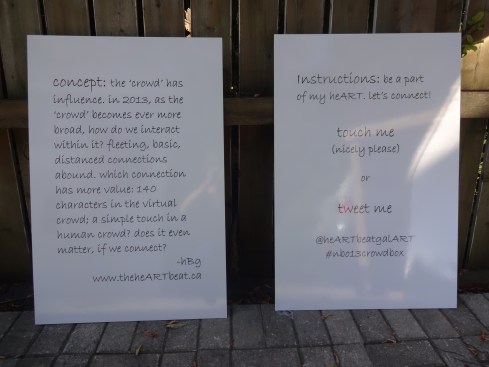 concept: the 'crowd' has
influence. in 2013, as the
'crowd' becomes ever more
broad, how do we interact
within it? fleeting, basic,
distanced connections
abound. which connection
has more value: 140
characters in the virtual
crowd; a simple touch in a
human crowd? does it even
matter, if we connect?
-hBg
www.theheARTbeat.ca
Instructions: be a part
of my heART. let's connect!
touch me
(nicely please)
or
tweet me
@heARTbeatgalART
#nbo13crowdbox